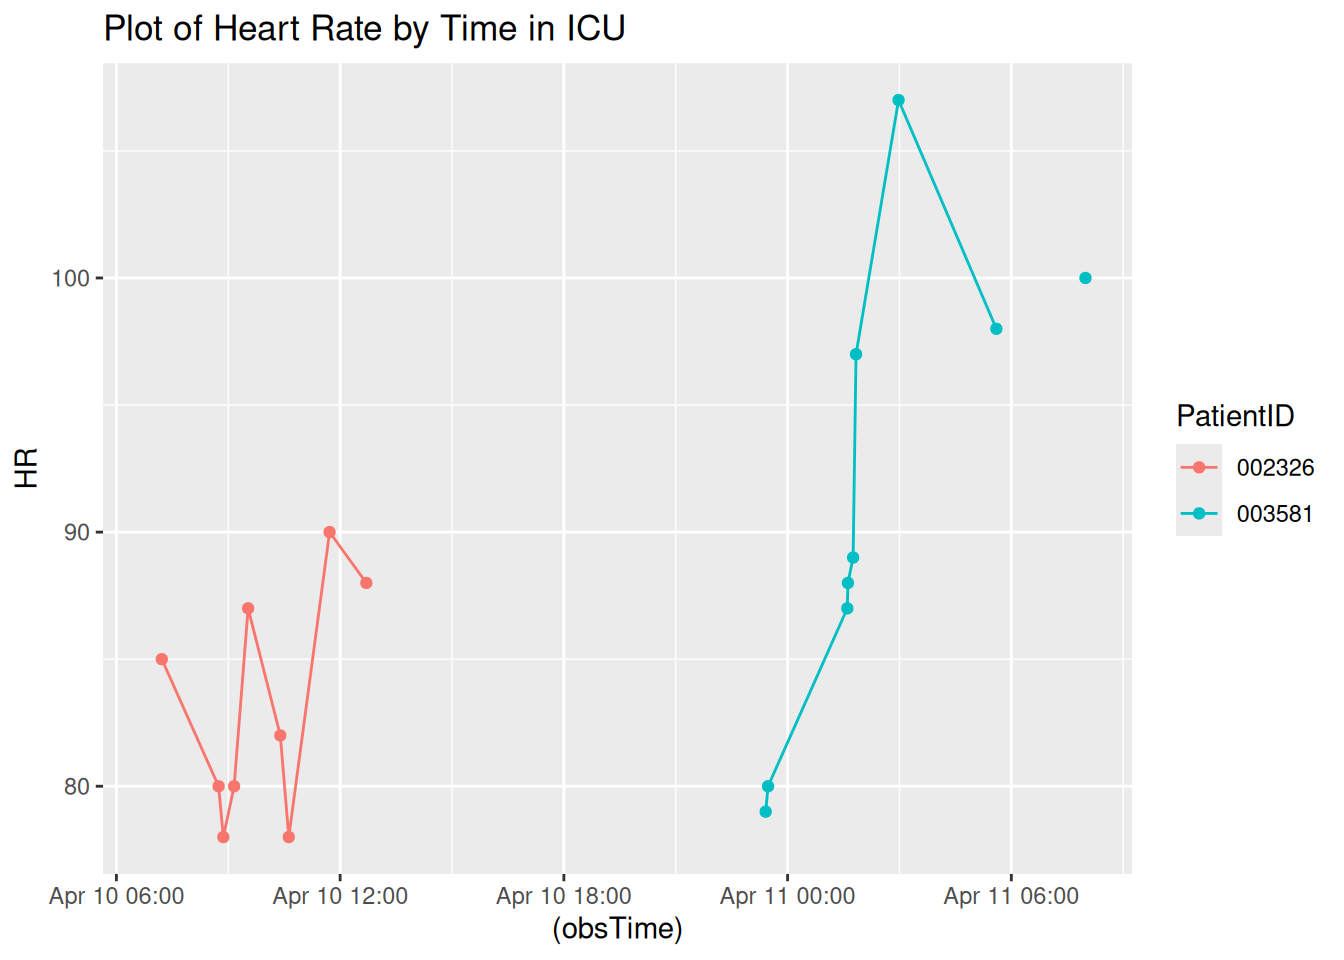 Plot of Heart Rate by Time in ICU
HR
100
90
80
Apr 10 06:00 Apr 10 12:00 Apr 10 18:00 Apr 11 00:00 Apr 11 06:00
(obsTime)
PatientID
002326
003581